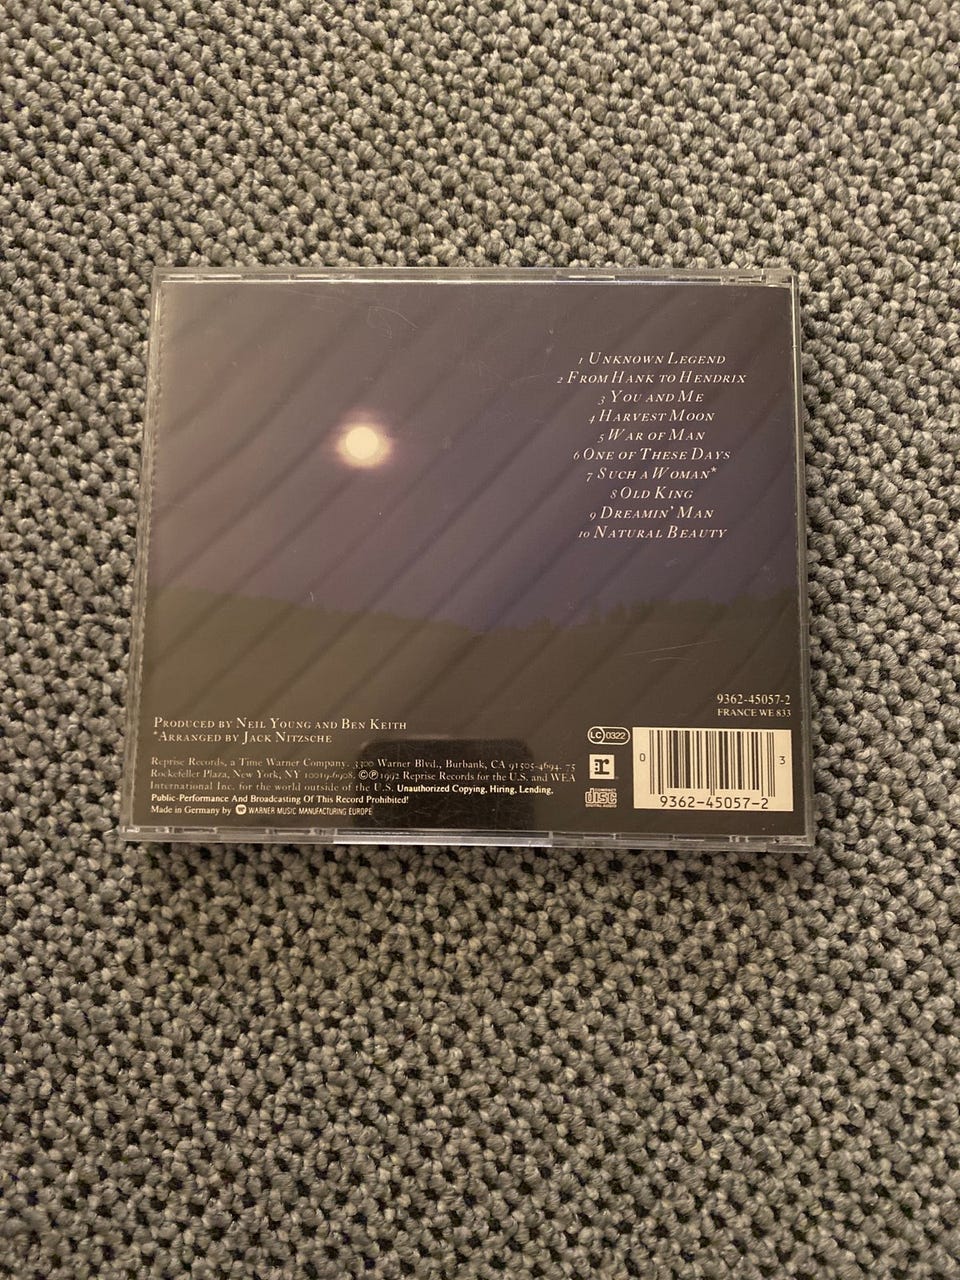 1 Unknown Legend
2 From Hank to Hendrix
3 You and Me
4 Harvest Moon
5 War of Man
6 One of These Days
7 Such a Woman*
8 Old King
9 Dreamin' Man
10 Natural Beauty
9362-45057-2
FRANCE WE 833
Produced by Neil Young and Ben Keith
*Arranged by Jack Nitzsche
Reprise Records, a Time Warner Company. 3300 Warner Blvd., Burbank, CA 91505-4694. 75
Rockefeller Plaza, New York, NY 10019-6908. ©℗1992 Reprise Records for the U.S. and WEA
International Inc. for the world outside of the U.S. Unauthorized Copying, Hiring, Lending,
Public-Performance And Broadcasting Of This Record Prohibited!
Made in Germany by WARNER MUSIC MANUFACTURING EUROPE
LC 0322
r
COMPACT
disc
DIGITAL AUDIO
0
3
9362-45057-2